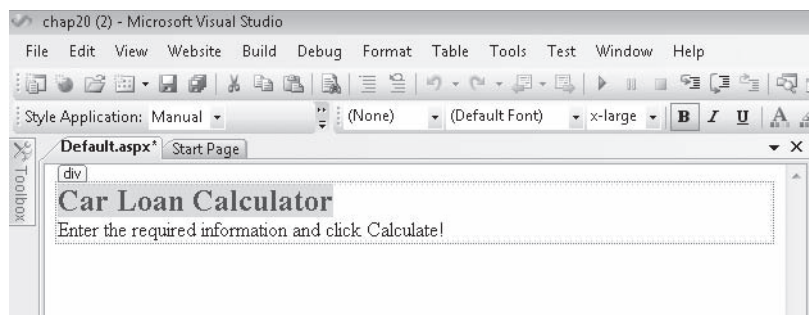 chap20 (2) - Microsoft Visual Studio
File Edit View Website Build Debug Format Table Tools Test Window Help
Style Application: Manual (None) (Default Font) x-large B I U A
Default.aspx* Start Page
Toolbox
div
Car Loan Calculator
Enter the required information and click Calculate!